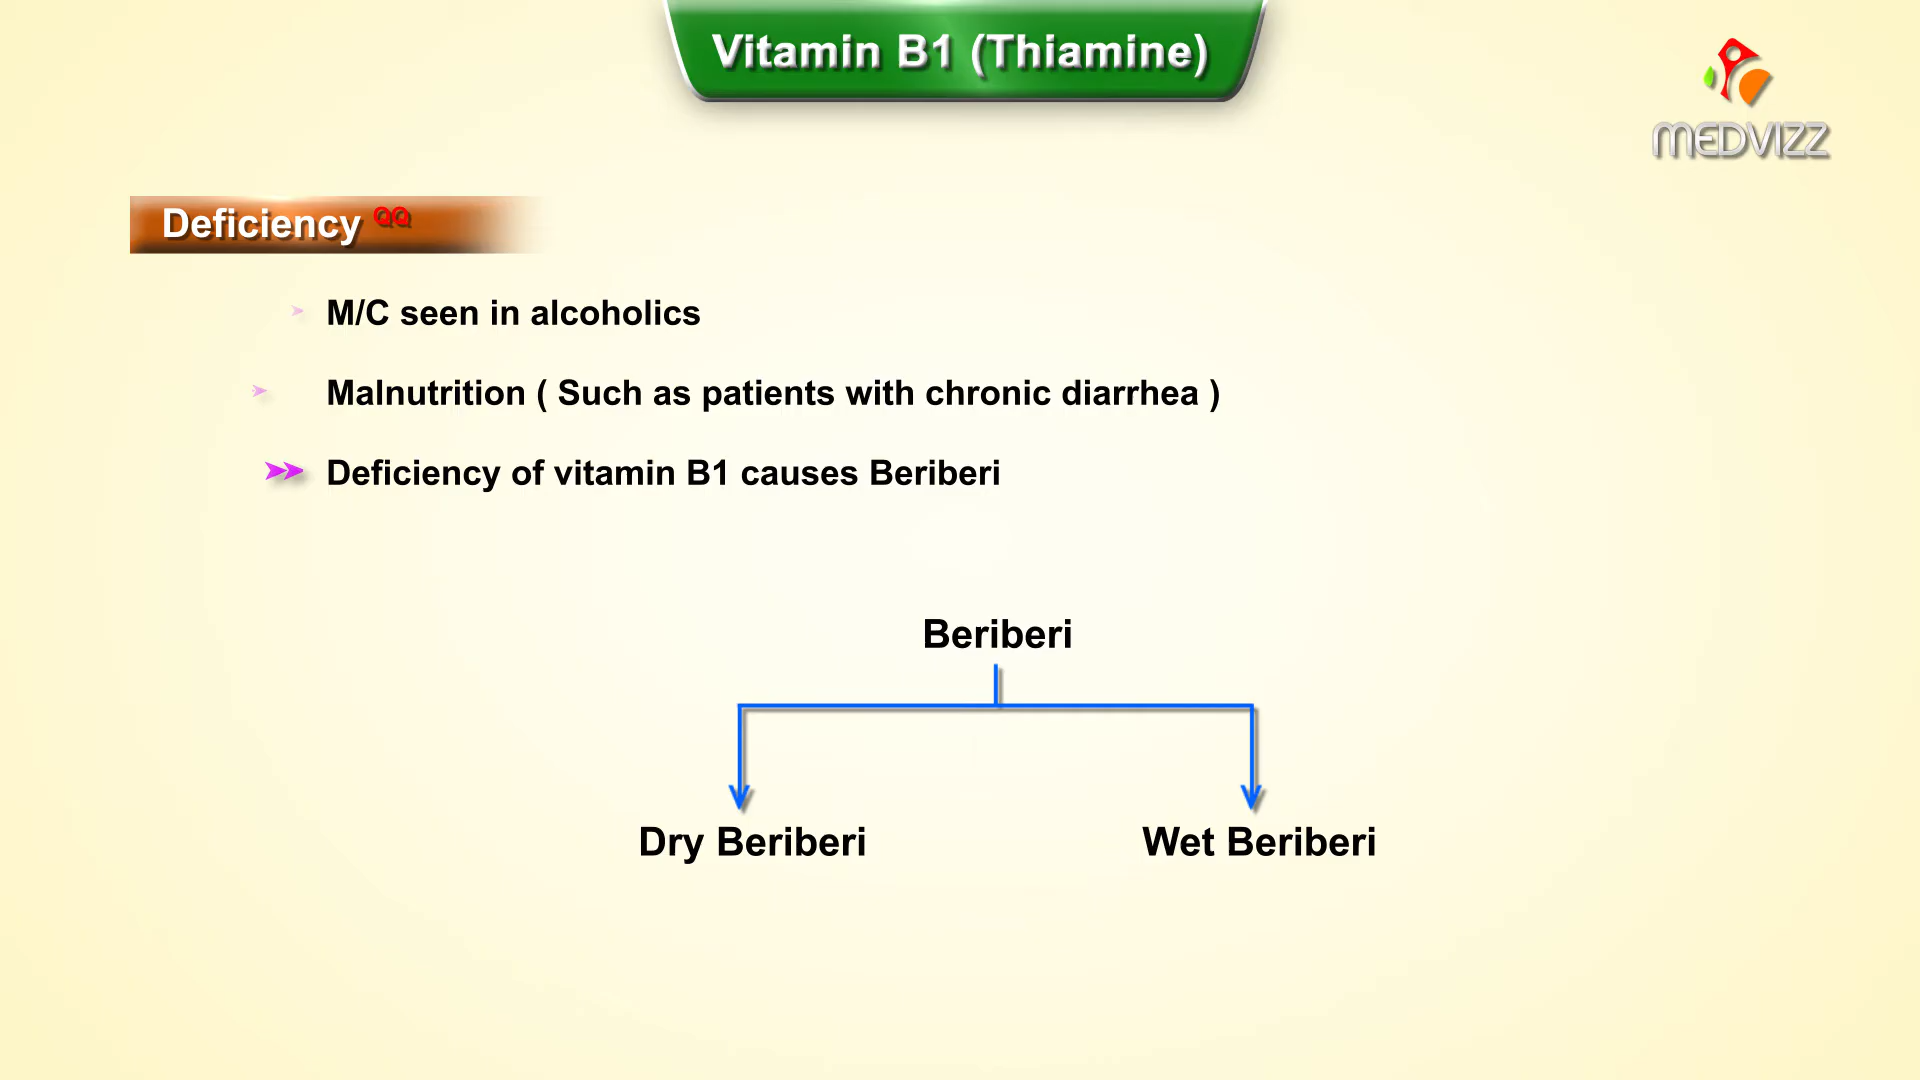 Vitamin B1 (Thiamine)
MEDVIZZ
Deficiency QQ
M/C seen in alcoholics
Malnutrition ( Such as patients with chronic diarrhea )
Deficiency of vitamin B1 causes Beriberi
Beriberi
Dry Beriberi
Wet Beriberi